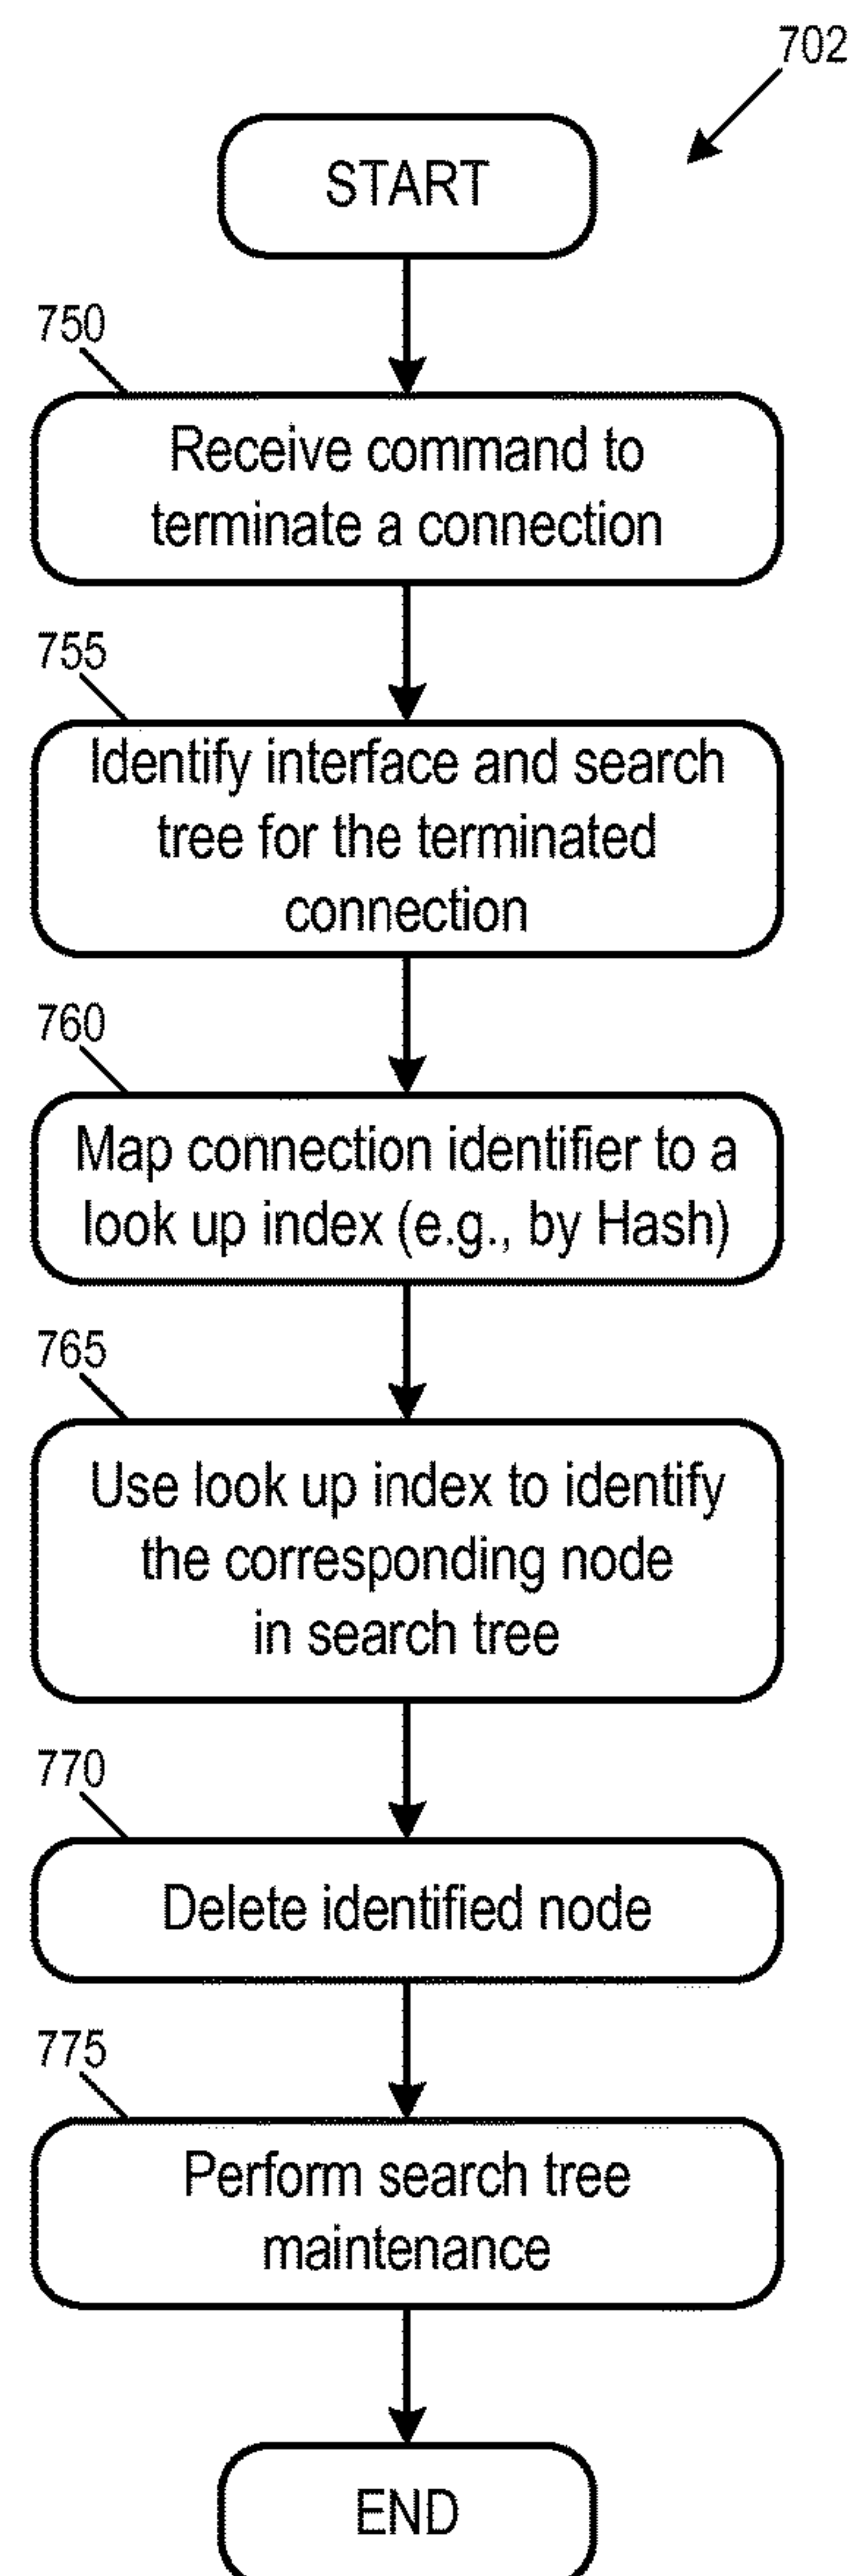 702
START
750
Receive command to
terminate a connection
755
Identify interface and search
tree for the terminated
connection
760
Map connection identifier to a
look up index (e.g., by Hash)
765
Use look up index to identify
the corresponding node
in search tree
770
Delete identified node
775
Perform search tree
maintenance
END